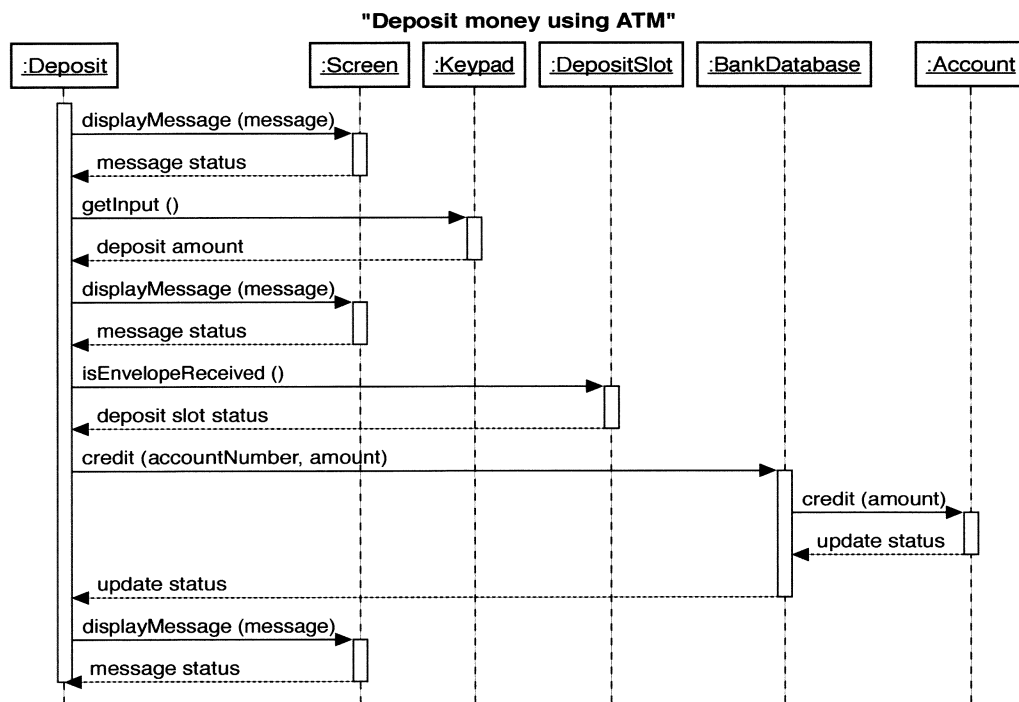 "Deposit money using ATM"
:Deposit :Screen :Keypad :DepositSlot :BankDatabase :Account
displayMessage (message)
message status
getInput ()
deposit amount
displayMessage (message)
message status
isEnvelopeReceived ()
deposit slot status
credit (accountNumber, amount)
credit (amount)
update status
update status
displayMessage (message)
message status